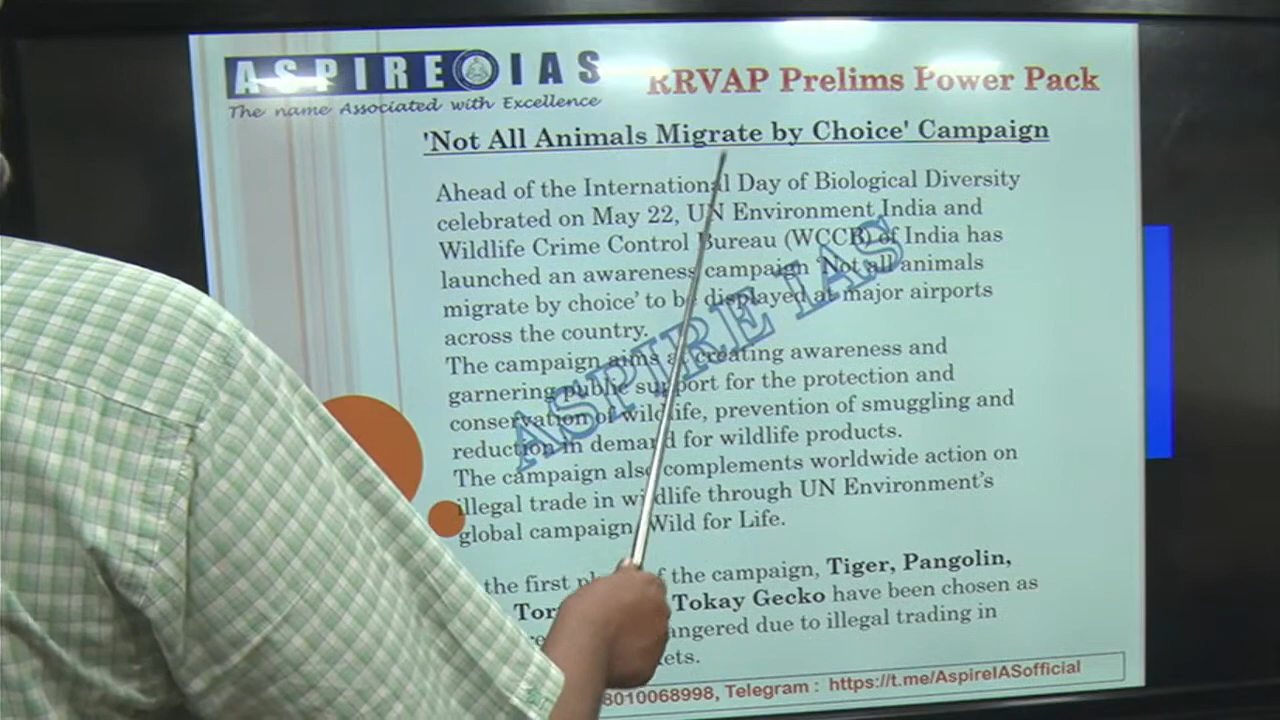 ASPIRE IAS
The name Associated with Excellence
RRVAP Prelims Power Pack
'Not All Animals Migrate by Choice' Campaign
Ahead of the International Day of Biological Diversity
celebrated on May 22, UN Environment India and
Wildlife Crime Control Bureau (WCCB) of India has
launched an awareness campaign 'Not all animals
migrate by choice' to be displayed at major airports
across the country.
The campaign aims at creating awareness and
garnering public support for the protection and
conservation of wildlife, prevention of smuggling and
reduction in demand for wildlife products.
The campaign also complements worldwide action on
illegal trade in wildlife through UN Environment's
global campaign, Wild for Life.
the first of the campaign, Tiger, Pangolin,
Tokay Gecko have been chosen as
due to illegal trading in
8010068998, Telegram : https://t.me/AspireIASofficial
ASPIRE IAS